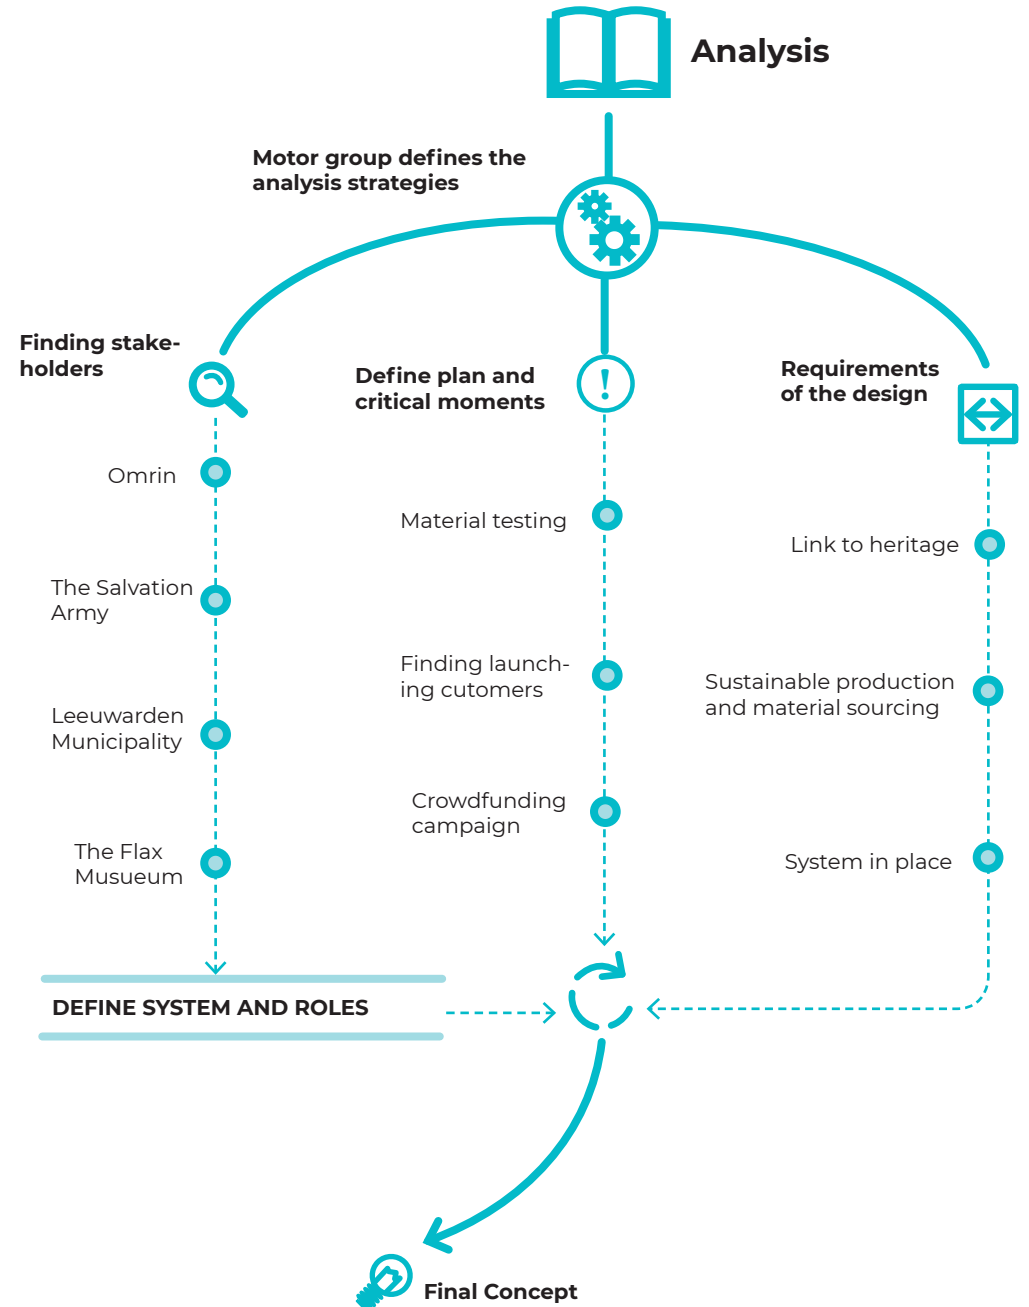 Analysis
Motor group defines the
analysis strategies
Finding stake-
holders
Omrin
The Salvation
Army
Leeuwarden
Municipality
The Flax
Musueum
DEFINE SYSTEM AND ROLES
Define plan and
critical moments
Material testing
Finding launch-
ing cutomers
Crowdfunding
campaign
Requirements
of the design
Link to heritage
Sustainable production
and material sourcing
System in place
Final Concept